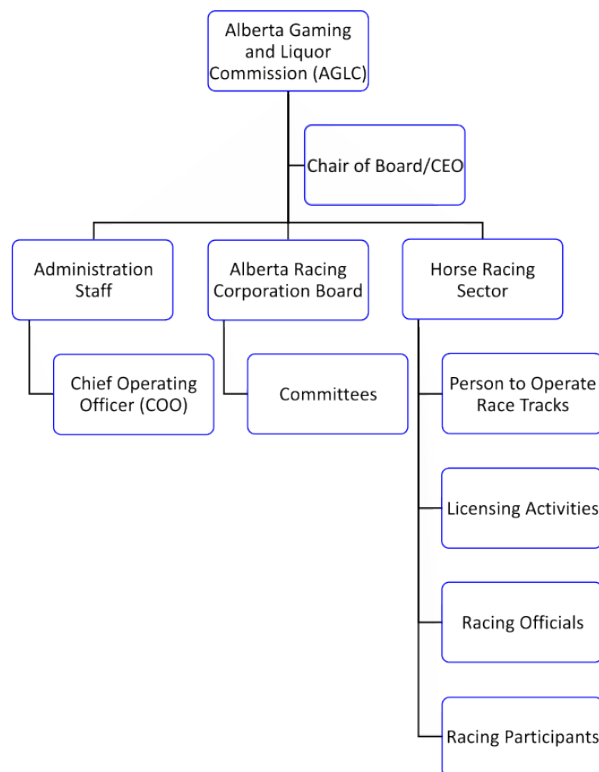 Alberta Gaming
and Liquor
Commission (AGLC)
Chair of Board/CEO
Administration
Staff
Alberta Racing
Corporation Board
Horse Racing
Sector
Chief Operating
Officer (COO)
Committees
Person to Operate
Race Tracks
Licensing Activities
Racing Officials
Racing Participants